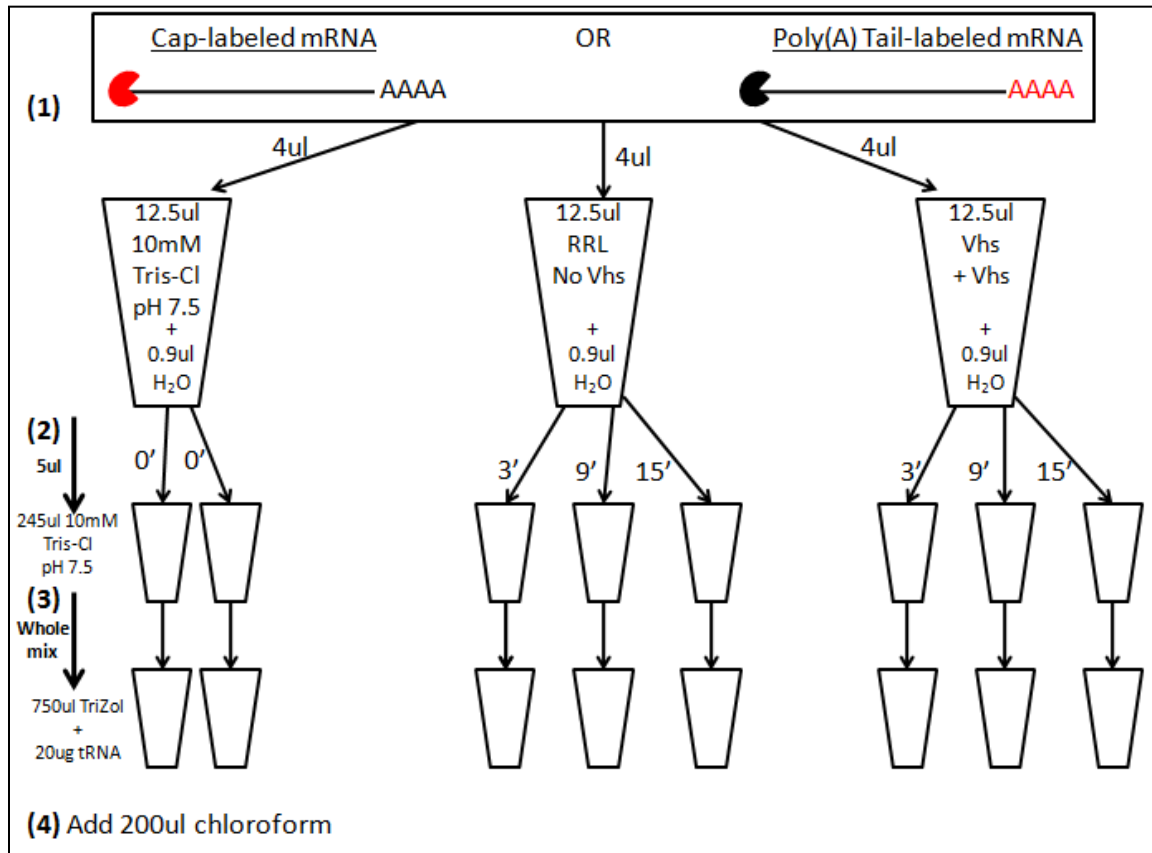 Cap-labeled mRNA OR Poly(A) Tail-labeled mRNA
AAAA AAAA
(1)
4ul 4ul 4ul
12.5ul
10mM
Tris-Cl
pH 7.5
+
0.9ul
H₂O
12.5ul
RRL
No Vhs
+
0.9ul
H₂O
12.5ul
Vhs
+ Vhs
+
0.9ul
H₂O
(2)
5ul
0’ 0’ 3’ 9’ 15’ 3’ 9’ 15’
245ul 10mM
Tris-Cl
pH 7.5
(3)
Whole
mix
750ul TriZol
+
20ug tRNA
(4) Add 200ul chloroform